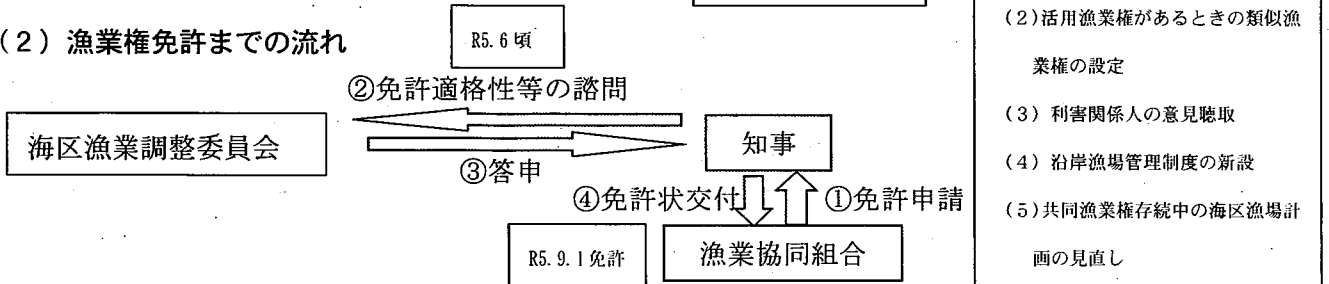 (2)漁業権免許までの流れ
R5.6頃
②免許適格性等の諮問
海区漁業調整委員会
知事
③答申
④免許状交付
①免許申請
R5.9.1免許
漁業協同組合
(2)活用漁業権があるときの類似漁
業権の設定
(3)利害関係人の意見聴取
(4)沿岸漁場管理制度の新設
(5)共同漁業権存続中の海区漁場計
画の見直し